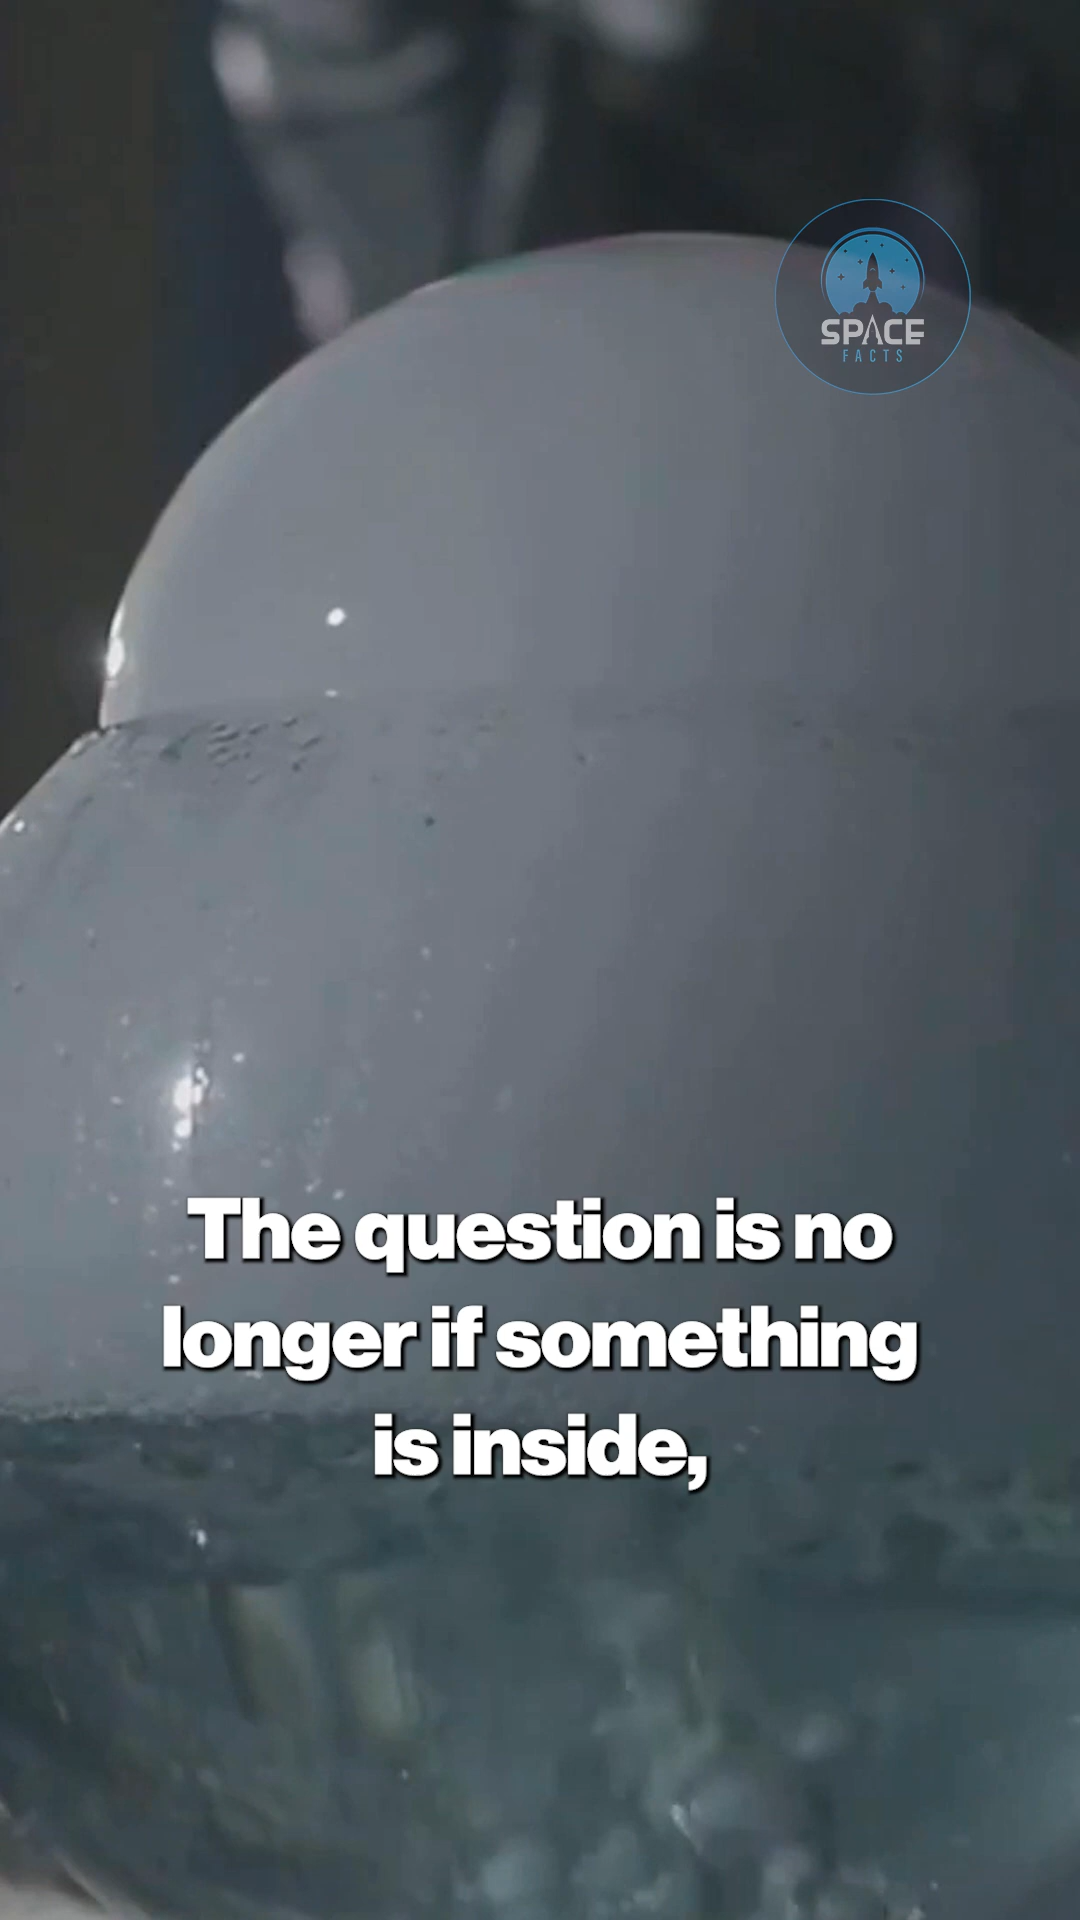 SPACE
FACTS
The question is no
longer if something
is inside,